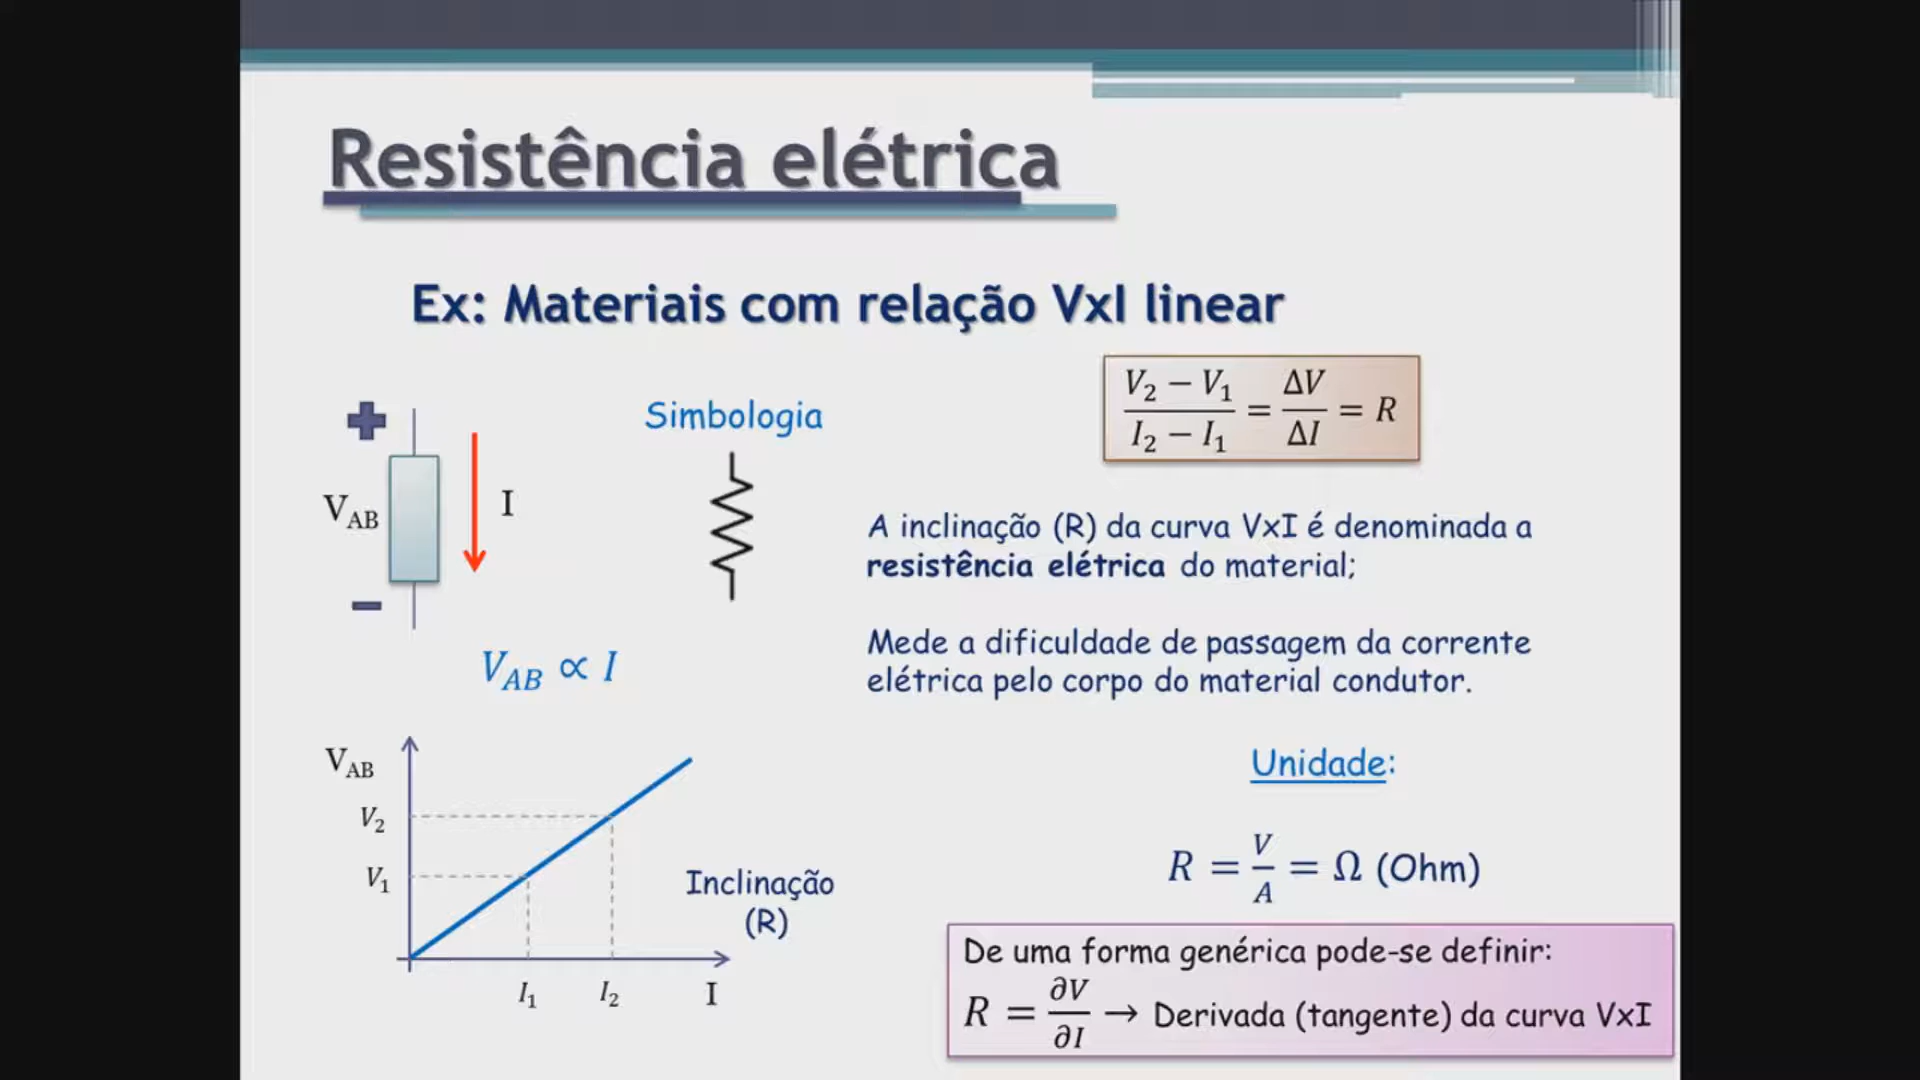 Resistência elétrica
Ex: Materiais com relação VxI linear
V₂ − V₁ / I₂ − I₁ = ΔV / ΔI = R
Simbologia
V_AB
I
A inclinação (R) da curva VxI é denominada a
resistência elétrica do material;
Mede a dificuldade de passagem da corrente
elétrica pelo corpo do material condutor.
V_AB ∝ I
V_AB
V₂
V₁
I₁ I₂ I
Inclinação
(R)
Unidade:
R = V / A = Ω (Ohm)
De uma forma genérica pode-se definir:
R = ∂V / ∂I → Derivada (tangente) da curva VxI